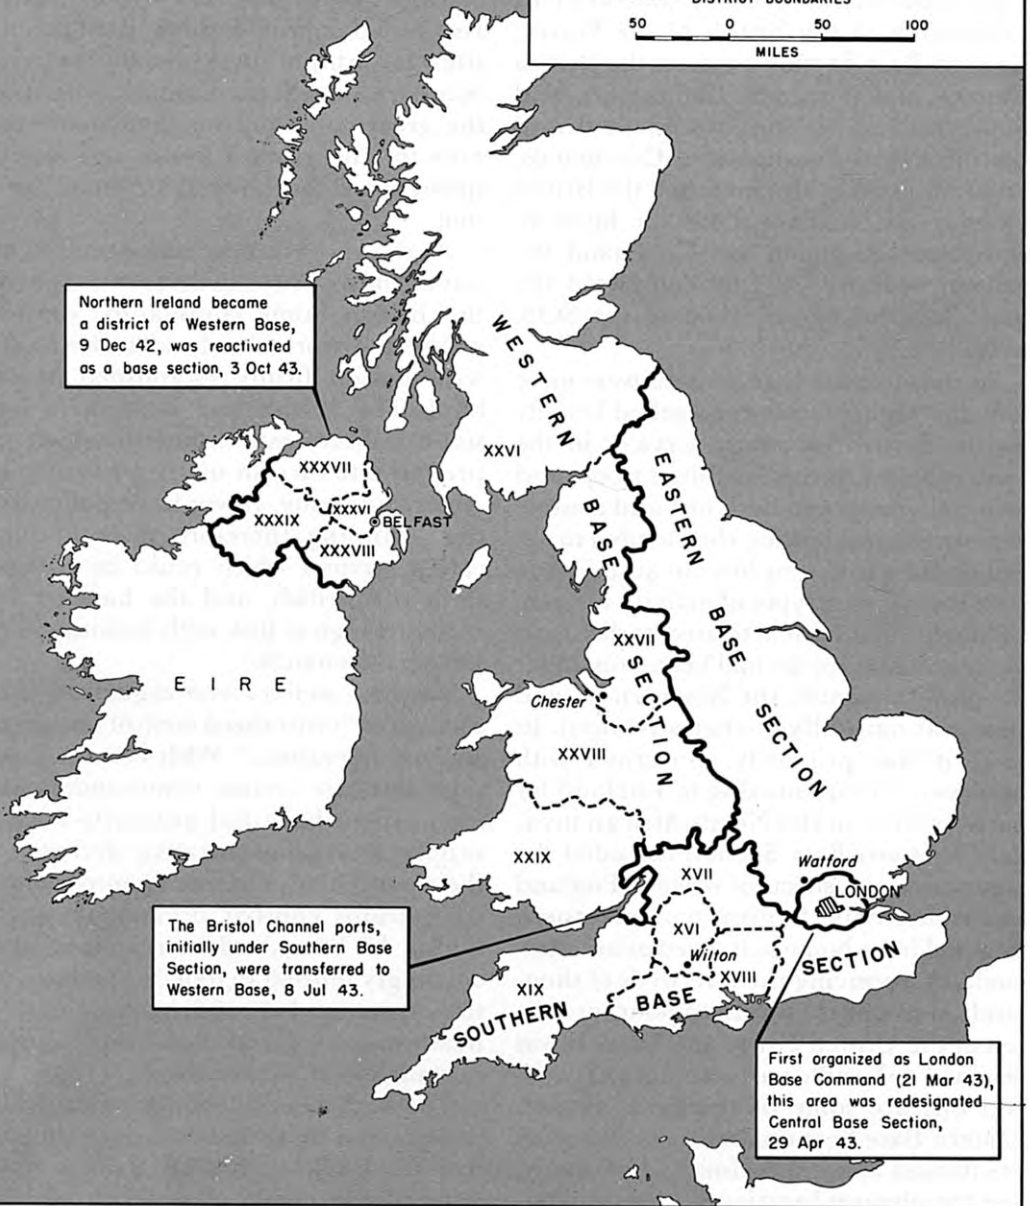 DISTRICT BOUNDARIES
50 0 50 100
MILES
Northern Ireland became
a district of Western Base,
9 Dec 42, was reactivated
as a base section, 3 Oct 43.
WESTERN
BASE
SECTION
XXVI
EASTERN
BASE
SECTION
XXXVII
XXXVI
XXXIX
BELFAST
XXXVIII
XXVII
EIRE
Chester
XXVIII
XXIX
XVII
Watford
LONDON
The Bristol Channel ports,
initially under Southern Base
Section, were transferred to
Western Base, 8 Jul 43.
XVI
Wilton
XVIII
XIX
SOUTHERN
BASE
SECTION
First organized as London
Base Command (21 Mar 43),
this area was redesignated
Central Base Section,
29 Apr 43.